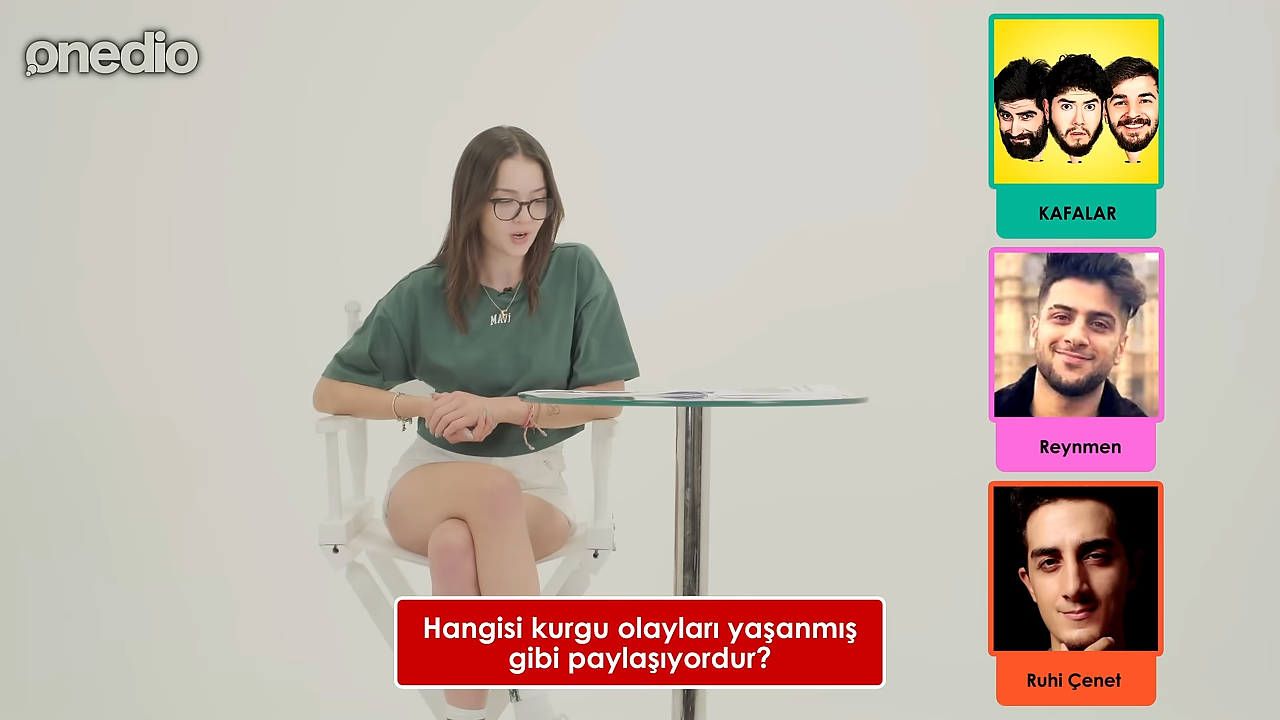 onedio
KAFALAR
MAVi
Reynmen
Hangisi kurgu olayları yaşanmış
gibi paylaşıyordur?
Ruhi Çenet